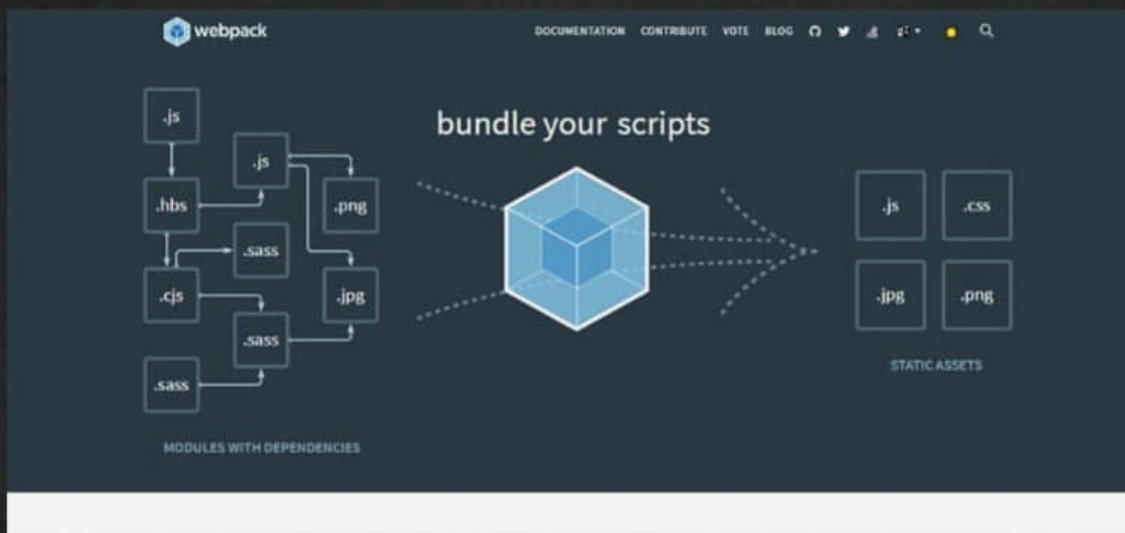 webpack
DOCUMENTATION CONTRIBUTE VOTE BLOG
bundle your scripts
.js
.js
.hbs
.png
.sass
.cjs
.jpg
.sass
.sass
MODULES WITH DEPENDENCIES
.js .css
.jpg .png
STATIC ASSETS